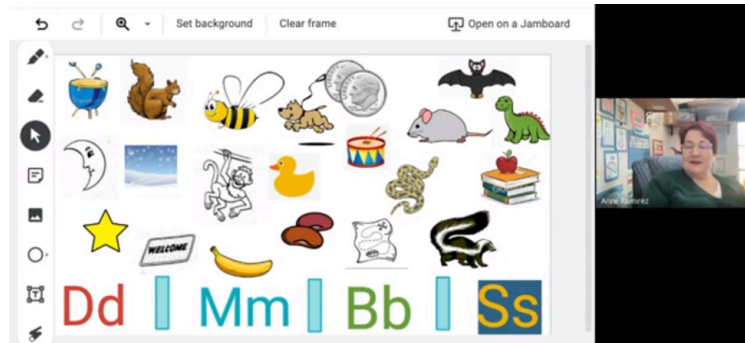 Set background Clear frame Open on a Jamboard
Anne Ramirez
WELCOME
Dd Mm Bb Ss